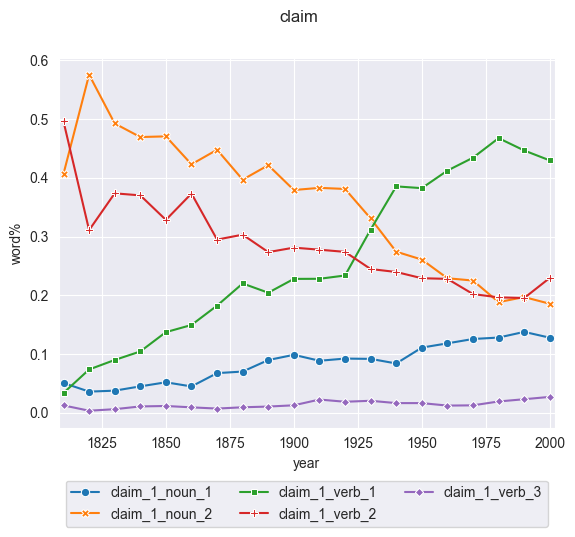 claim
0.6
0.5
0.4
0.3
0.2
0.1
0.0
word%
1825 1850 1875 1900 1925 1950 1975 2000
year
claim_1_noun_1 claim_1_verb_1 claim_1_verb_3
claim_1_noun_2 claim_1_verb_2